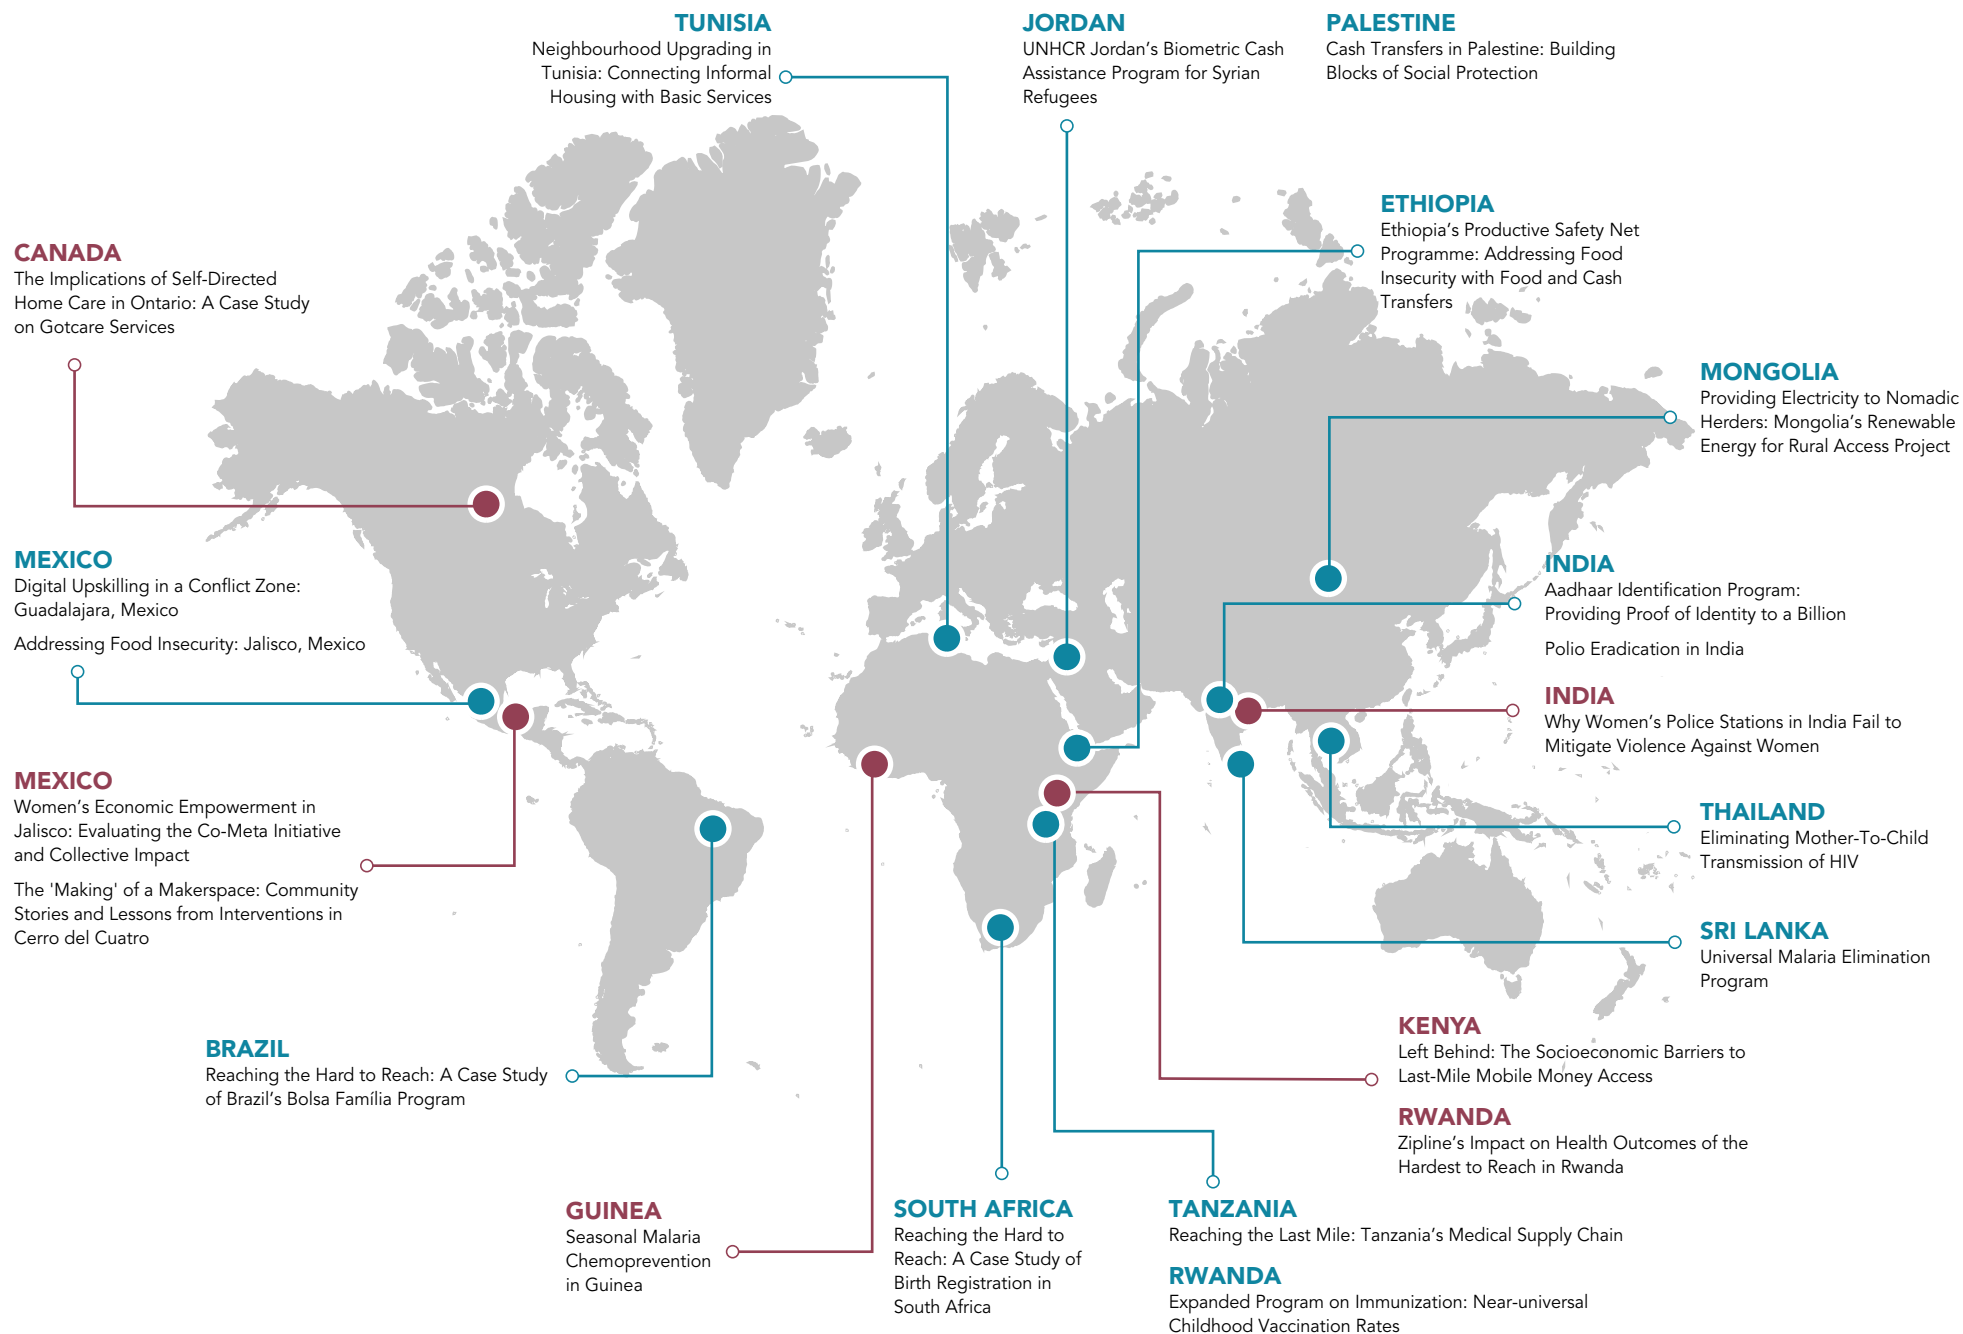 TUNISIA
Neighbourhood Upgrading in
Tunisia: Connecting Informal
Housing with Basic Services
JORDAN
UNHCR Jordan’s Biometric Cash
Assistance Program for Syrian
Refugees
PALESTINE
Cash Transfers in Palestine: Building
Blocks of Social Protection
ETHIOPIA
Ethiopia’s Productive Safety Net
Programme: Addressing Food
Insecurity with Food and Cash
Transfers
CANADA
The Implications of Self-Directed
Home Care in Ontario: A Case Study
on Gotcare Services
MONGOLIA
Providing Electricity to Nomadic
Herders: Mongolia’s Renewable
Energy for Rural Access Project
MEXICO
Digital Upskilling in a Conflict Zone:
Guadalajara, Mexico
Addressing Food Insecurity: Jalisco, Mexico
INDIA
Aadhaar Identification Program:
Providing Proof of Identity to a Billion
Polio Eradication in India
INDIA
Why Women’s Police Stations in India Fail to
Mitigate Violence Against Women
MEXICO
Women’s Economic Empowerment in
Jalisco: Evaluating the Co-Meta Initiative
and Collective Impact
The 'Making' of a Makerspace: Community
Stories and Lessons from Interventions in
Cerro del Cuatro
THAILAND
Eliminating Mother-To-Child
Transmission of HIV
SRI LANKA
Universal Malaria Elimination
Program
BRAZIL
Reaching the Hard to Reach: A Case Study
of Brazil’s Bolsa Família Program
KENYA
Left Behind: The Socioeconomic Barriers to
Last-Mile Mobile Money Access
RWANDA
Zipline’s Impact on Health Outcomes of the
Hardest to Reach in Rwanda
GUINEA
Seasonal Malaria
Chemoprevention
in Guinea
SOUTH AFRICA
Reaching the Hard to
Reach: A Case Study of
Birth Registration in
South Africa
TANZANIA
Reaching the Last Mile: Tanzania’s Medical Supply Chain
RWANDA
Expanded Program on Immunization: Near-universal
Childhood Vaccination Rates